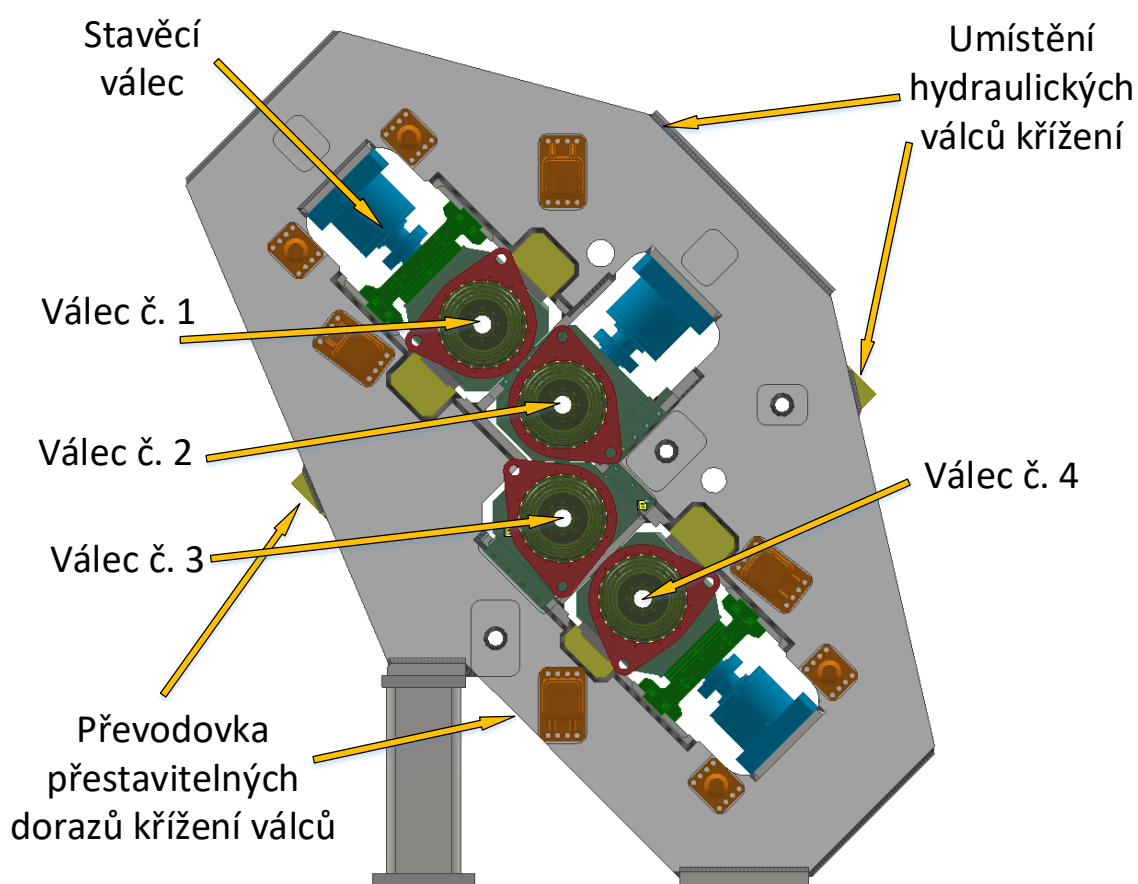 Stavěcí
válec
Umístění
hydraulických
válců křížení
Válec č. 1
Válec č. 2
Válec č. 4
Válec č. 3
Převodovka
přestavitelných
dorazů křížení válců